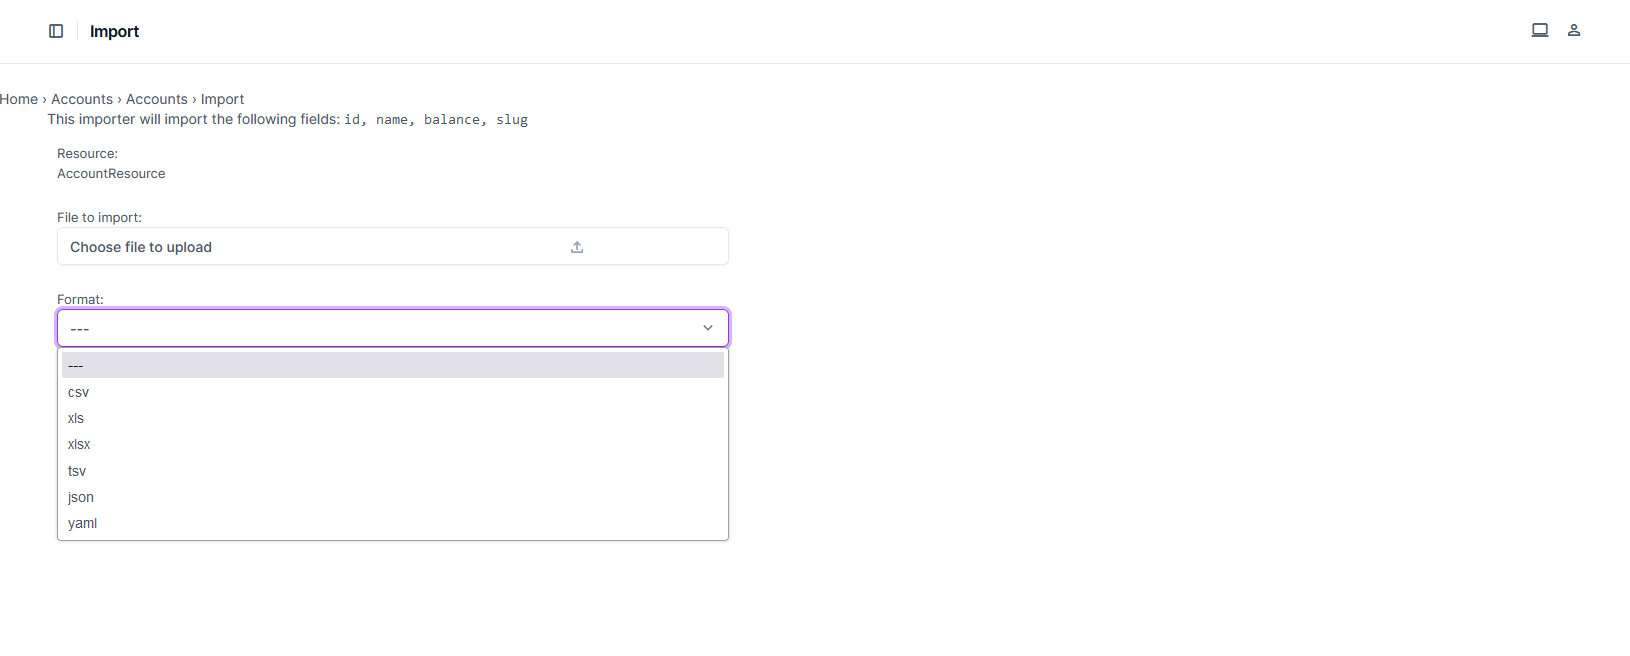 Import
Home › Accounts › Accounts › Import
This importer will import the following fields: id, name, balance, slug
Resource:
AccountResource
File to import:
Choose file to upload
Format:
---
---
csv
xls
xlsx
tsv
json
yaml